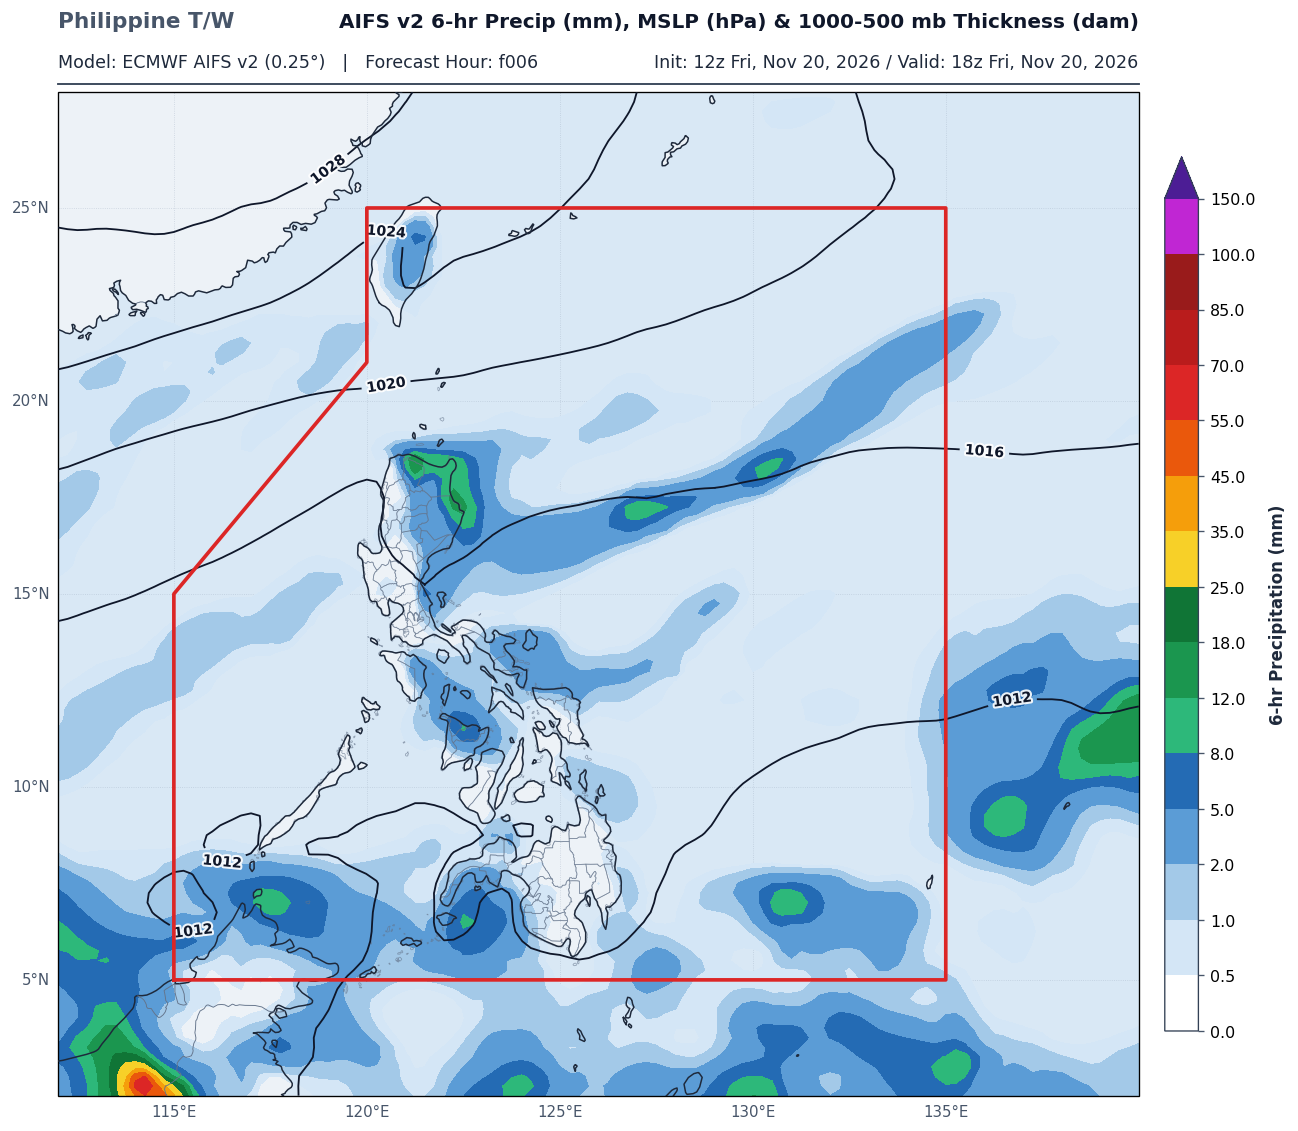 Philippine T/W
AIFS v2 6-hr Precip (mm), MSLP (hPa) & 1000-500 mb Thickness (dam)
Model: ECMWF AIFS v2 (0.25°) | Forecast Hour: f006
Init: 12z Fri, Nov 20, 2026 / Valid: 18z Fri, Nov 20, 2026
1028
1024
1020
1016
1012
1012
1012
25°N
20°N
15°N
10°N
5°N
115°E
120°E
125°E
130°E
135°E
150.0
100.0
85.0
70.0
55.0
45.0
35.0
25.0
18.0
12.0
8.0
5.0
2.0
1.0
0.5
0.0
6-hr Precipitation (mm)